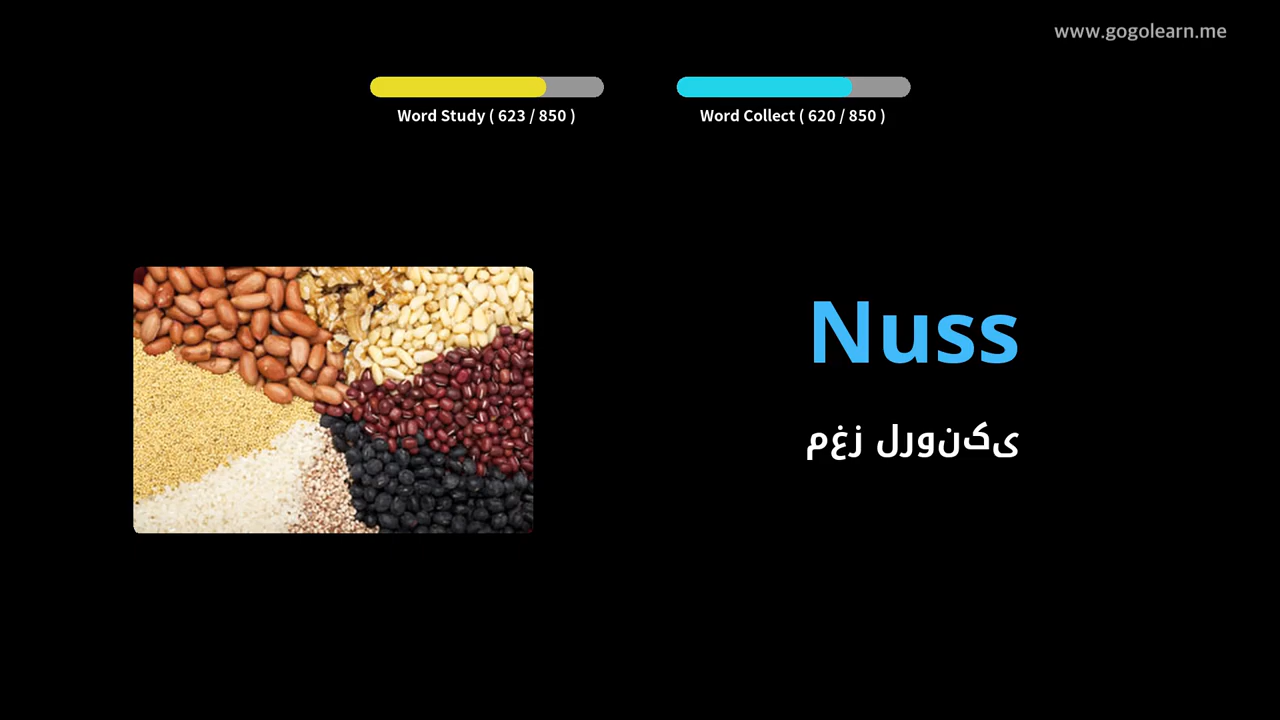 www.gogolearn.me
Word Study ( 623 / 850 )
Word Collect ( 620 / 850 )
Nuss
مغز لرونکی